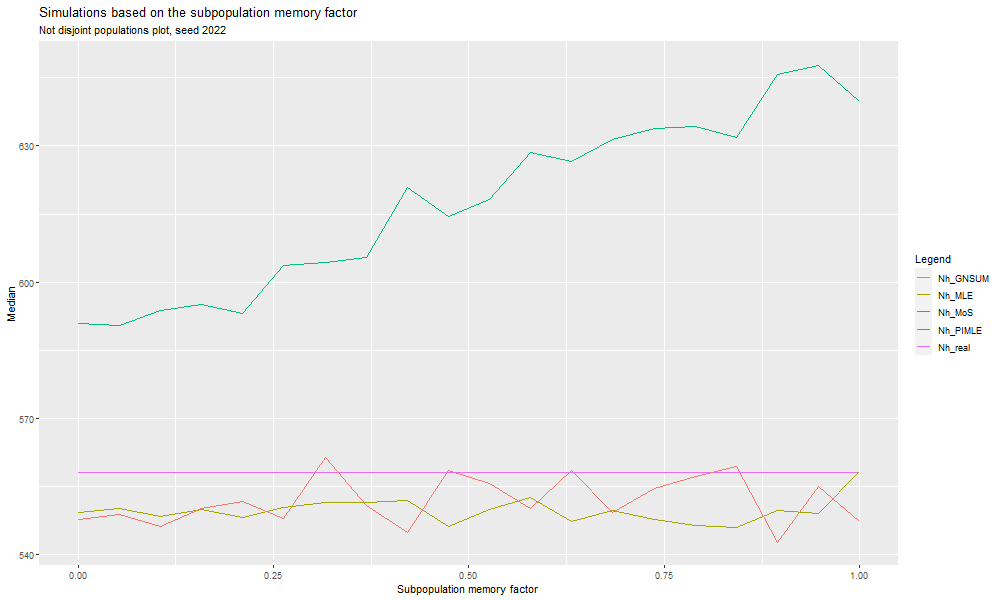 Simulations based on the subpopulation memory factor
Not disjoint populations plot, seed 2022
Median
630
600
570
540
0.00
0.25
0.50
0.75
1.00
Subpopulation memory factor
Legend
Nh_GNSUM
Nh_MLE
Nh_MoS
Nh_PIMLE
Nh_real